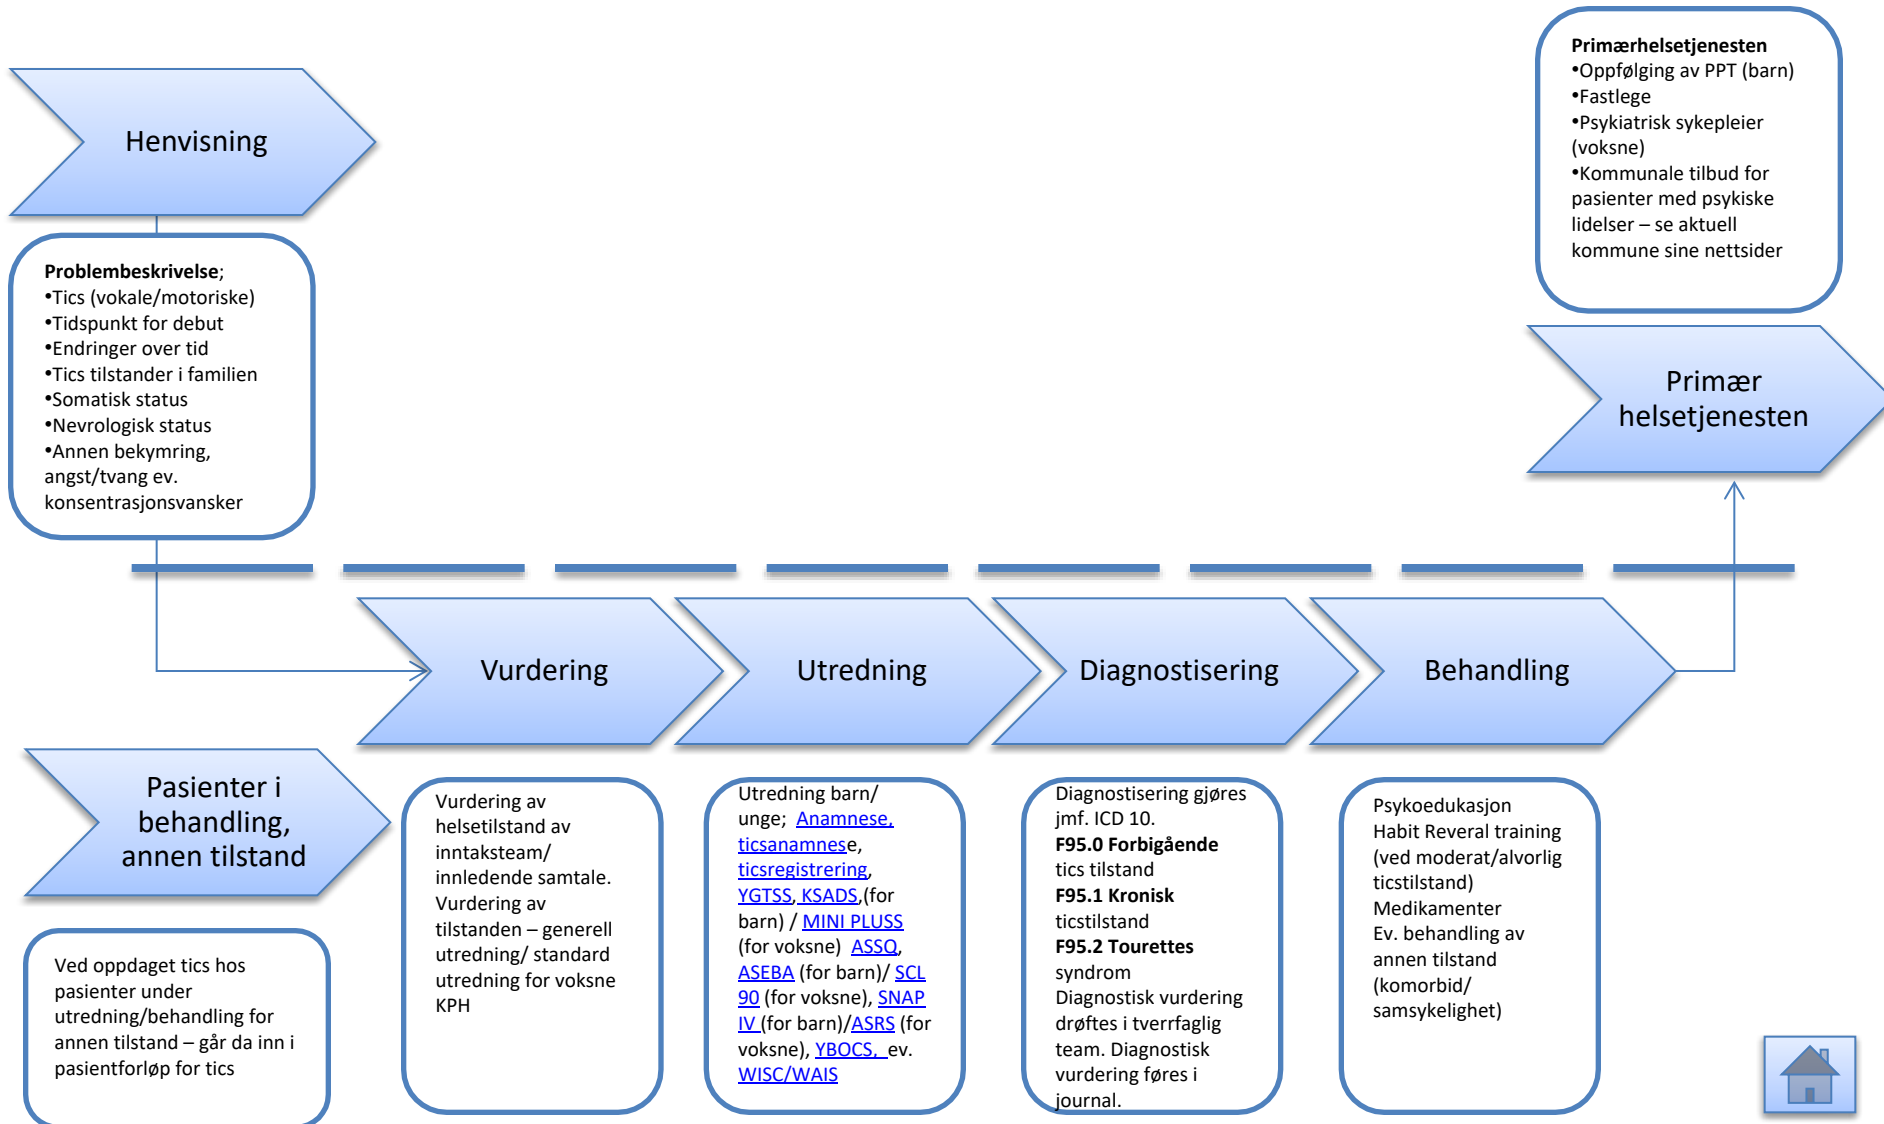 Henvisning
Problembeskrivelse;
•Tics (vokale/motoriske)
•Tidspunkt for debut
•Endringer over tid
•Tics tilstander i familien
•Somatisk status
•Nevrologisk status
•Annen bekymring,
angst/tvang ev.
konsentrasjonsvansker
Primærhelsetjenesten
•Oppfølging av PPT (barn)
•Fastlege
•Psykiatrisk sykepleier
(voksne)
•Kommunale tilbud for
pasienter med psykiske
lidelser – se aktuell
kommune sine nettsider
Primær
helsetjenesten
Vurdering
Utredning
Diagnostisering
Behandling
Pasienter i
behandling,
annen tilstand
Ved oppdaget tics hos
pasienter under
utredning/behandling for
annen tilstand – går da inn i
pasientforløp for tics
Vurdering av
helsetilstand av
inntaksteam/
innledende samtale.
Vurdering av
tilstanden – generell
utredning/ standard
utredning for voksne
KPH
Utredning barn/
unge; Anamnese,
ticsanamnese,
ticsregistrering,
YGTSS, KSADS,(for
barn) / MINI PLUSS
(for voksne) ASSQ,
ASEBA (for barn)/ SCL
90 (for voksne), SNAP
IV (for barn)/ASRS (for
voksne), YBOCS, ev.
WISC/WAIS
Diagnostisering gjøres
jmf. ICD 10.
F95.0 Forbigående
tics tilstand
F95.1 Kronisk
ticstilstand
F95.2 Tourettes
syndrom
Diagnostisk vurdering
drøftes i tverrfaglig
team. Diagnostisk
vurdering føres i
journal.
Psykoedukasjon
Habit Reveral training
(ved moderat/alvorlig
ticstilstand)
Medikamenter
Ev. behandling av
annen tilstand
(komorbid/
samsykelighet)